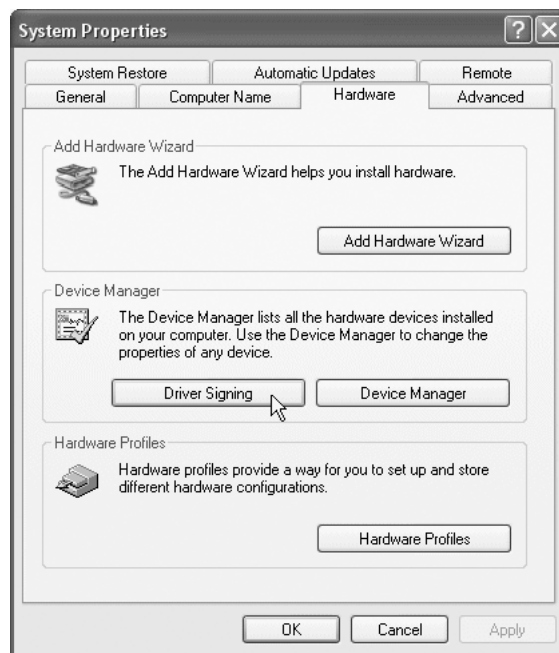 System Properties
System Restore Automatic Updates Remote
General Computer Name Hardware Advanced
Add Hardware Wizard
The Add Hardware Wizard helps you install hardware.
Add Hardware Wizard
Device Manager
The Device Manager lists all the hardware devices installed
on your computer. Use the Device Manager to change the
properties of any device.
Driver Signing Device Manager
Hardware Profiles
Hardware profiles provide a way for you to set up and store
different hardware configurations.
Hardware Profiles
OK Cancel Apply